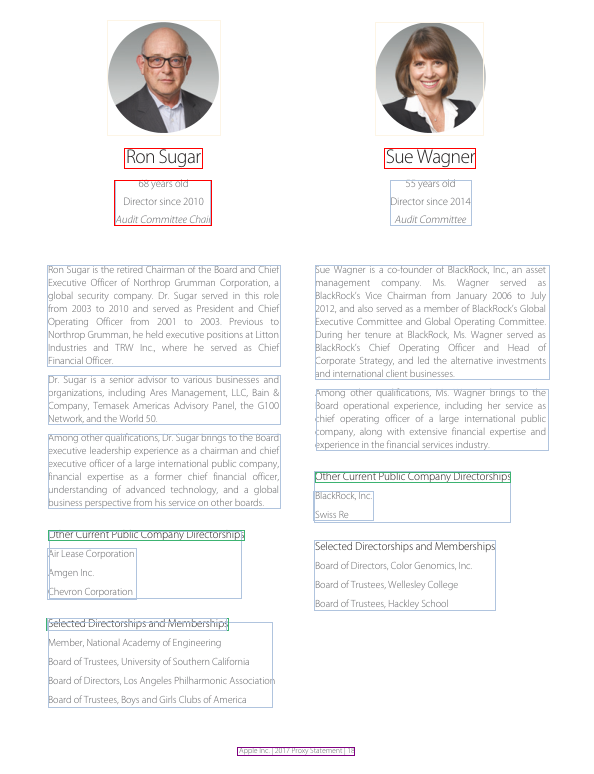 Ron Sugar
68 years old
Director since 2010
Audit Committee Chair
Ron Sugar is the retired Chairman of the Board and Chief
Executive Officer of Northrop Grumman Corporation, a
global security company. Dr. Sugar served in this role
from 2003 to 2010 and served as President and Chief
Operating Officer from 2001 to 2003. Previous to
Northrop Grumman, he held executive positions at Litton
Industries and TRW Inc., where he served as Chief
Financial Officer.
Dr. Sugar is a senior advisor to various businesses and
organizations, including Ares Management, LLC, Bain &
Company, Temasek Americas Advisory Panel, the G100
Network, and the World 50.
Among other qualifications, Dr. Sugar brings to the Board
executive leadership experience as a chairman and chief
executive officer of a large international public company,
financial expertise as a former chief financial officer,
understanding of advanced technology, and a global
business perspective from his service on other boards.
Other Current Public Company Directorships
Air Lease Corporation
Amgen Inc.
Chevron Corporation
Selected Directorships and Memberships
Member, National Academy of Engineering
Board of Trustees, University of Southern California
Board of Directors, Los Angeles Philharmonic Association
Board of Trustees, Boys and Girls Clubs of America
Sue Wagner
55 years old
Director since 2014
Audit Committee
Sue Wagner is a co-founder of BlackRock, Inc., an asset
management company. Ms. Wagner served as
BlackRock's Vice Chairman from January 2006 to July
2012, and also served as a member of BlackRock's Global
Executive Committee and Global Operating Committee.
During her tenure at BlackRock, Ms. Wagner served as
BlackRock's Chief Operating Officer and Head of
Corporate Strategy, and led the alternative investments
and international client businesses.
Among other qualifications, Ms. Wagner brings to the
Board operational experience, including her service as
chief operating officer of a large international public
company, along with extensive financial expertise and
experience in the financial services industry.
Other Current Public Company Directorships
BlackRock, Inc.
Swiss Re
Selected Directorships and Memberships
Board of Directors, Color Genomics, Inc.
Board of Trustees, Wellesley College
Board of Trustees, Hackley School
Apple Inc. | 2017 Proxy Statement |